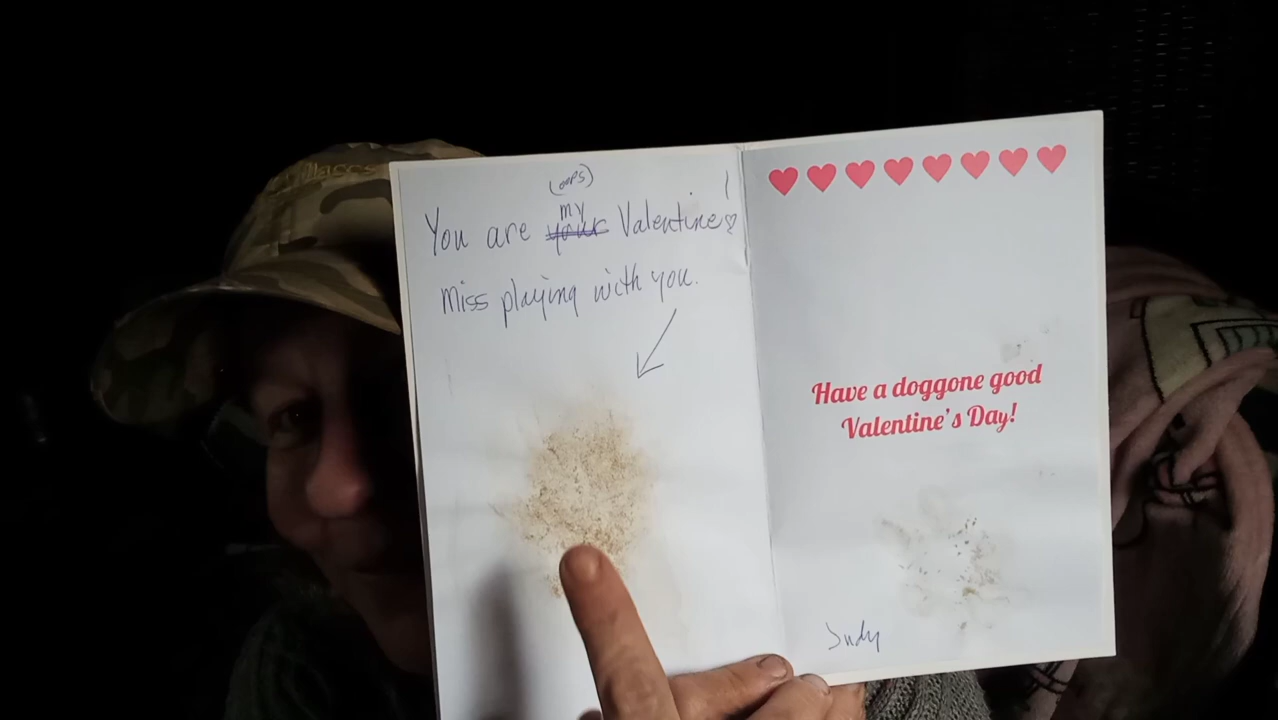 (oops)
my
You are your Valentine!
miss playing with you.
Have a doggone good
Valentine's Day!
Judy